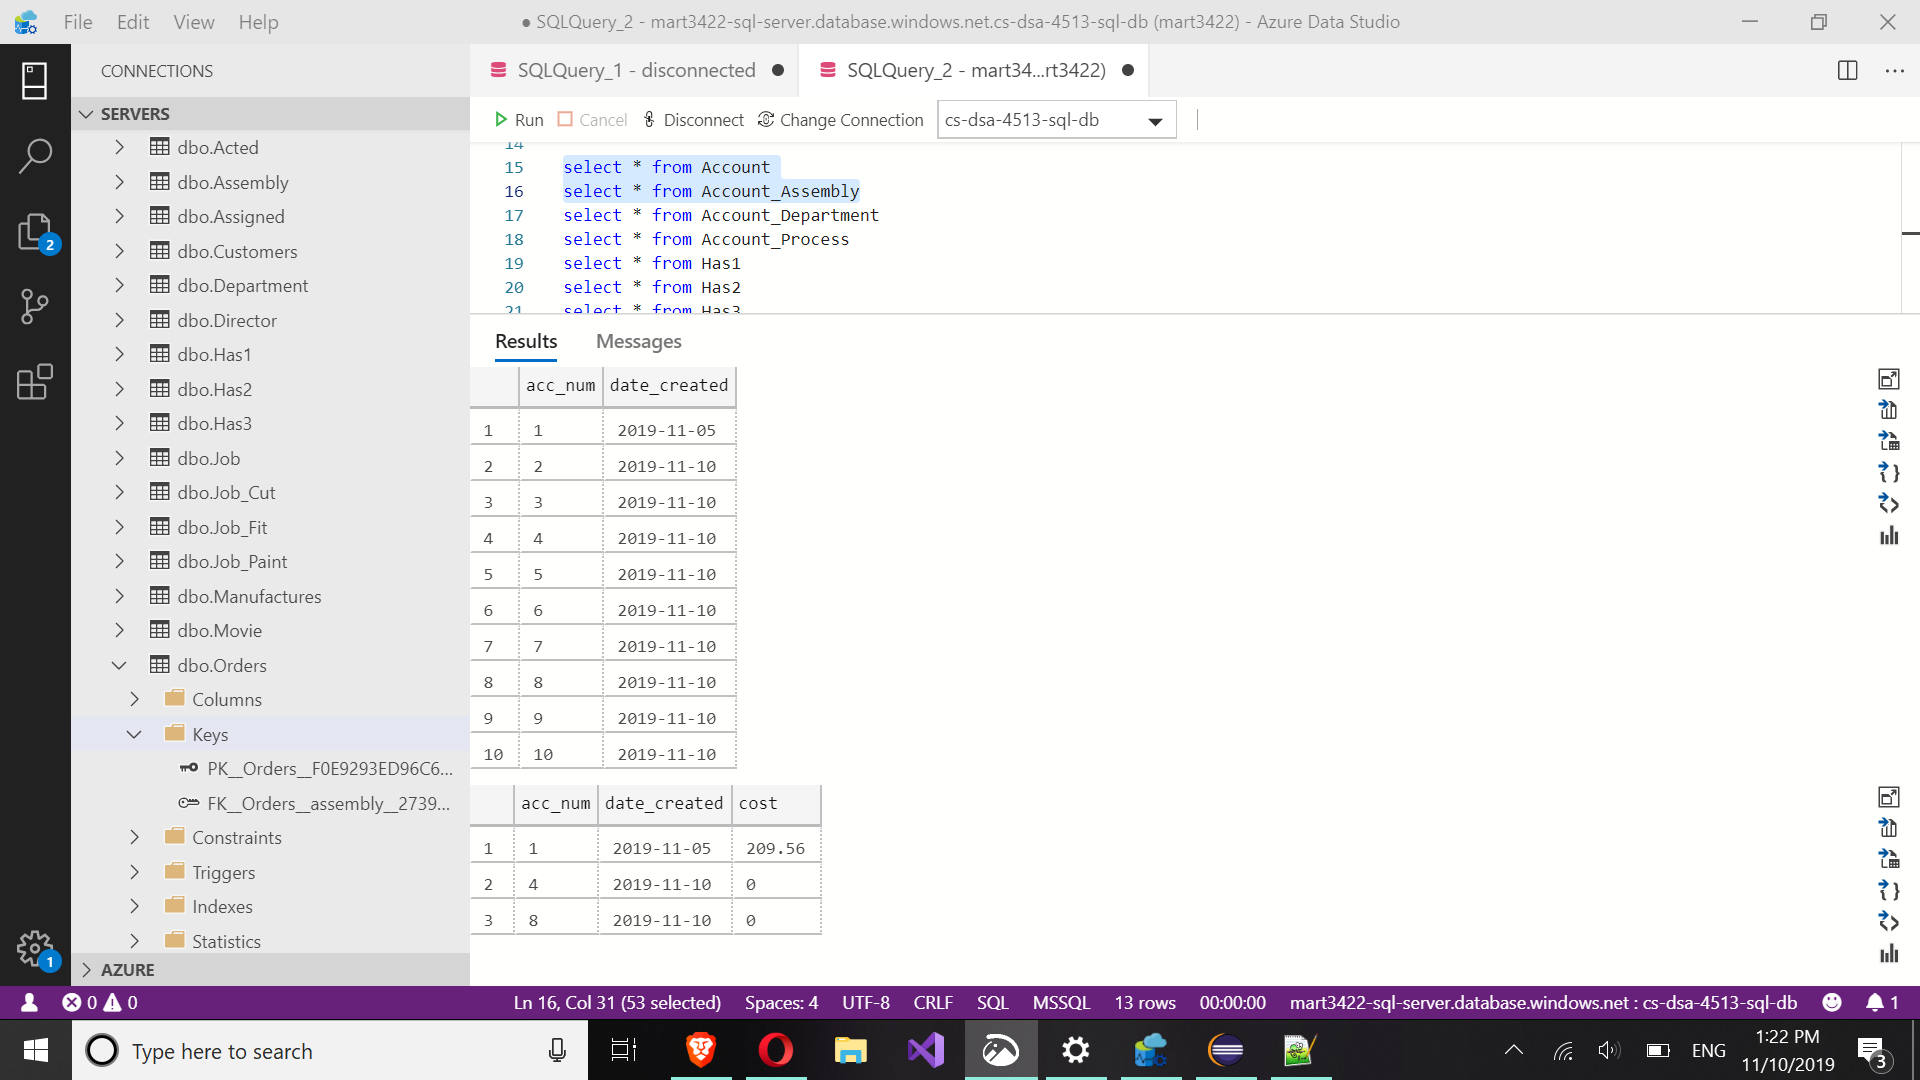 File Edit View Help
● SQLQuery_2 - mart3422-sql-server.database.windows.net.cs-dsa-4513-sql-db (mart3422) - Azure Data Studio
CONNECTIONS
SERVERS
dbo.Acted
dbo.Assembly
dbo.Assigned
dbo.Customers
dbo.Department
dbo.Director
dbo.Has1
dbo.Has2
dbo.Has3
dbo.Job
dbo.Job_Cut
dbo.Job_Fit
dbo.Job_Paint
dbo.Manufactures
dbo.Movie
dbo.Orders
Columns
Keys
PK__Orders__F0E9293ED96C6...
FK__Orders__assembly__2739...
Constraints
Triggers
Indexes
Statistics
AZURE
2
1
SQLQuery_1 - disconnected ●
SQLQuery_2 - mart34...rt3422) ●
Run Cancel Disconnect Change Connection cs-dsa-4513-sql-db
14
15 select * from Account
16 select * from Account_Assembly
17 select * from Account_Department
18 select * from Account_Process
19 select * from Has1
20 select * from Has2
21 select * from Has3
Results Messages
acc_num date_created
1 1 2019-11-05
2 2 2019-11-10
3 3 2019-11-10
4 4 2019-11-10
5 5 2019-11-10
6 6 2019-11-10
7 7 2019-11-10
8 8 2019-11-10
9 9 2019-11-10
10 10 2019-11-10
acc_num date_created cost
1 1 2019-11-05 209.56
2 4 2019-11-10 0
3 8 2019-11-10 0
0 0 Ln 16, Col 31 (53 selected) Spaces: 4 UTF-8 CRLF SQL MSSQL 13 rows 00:00:00 mart3422-sql-server.database.windows.net : cs-dsa-4513-sql-db 1
Type here to search
ENG
1:22 PM
11/10/2019
3